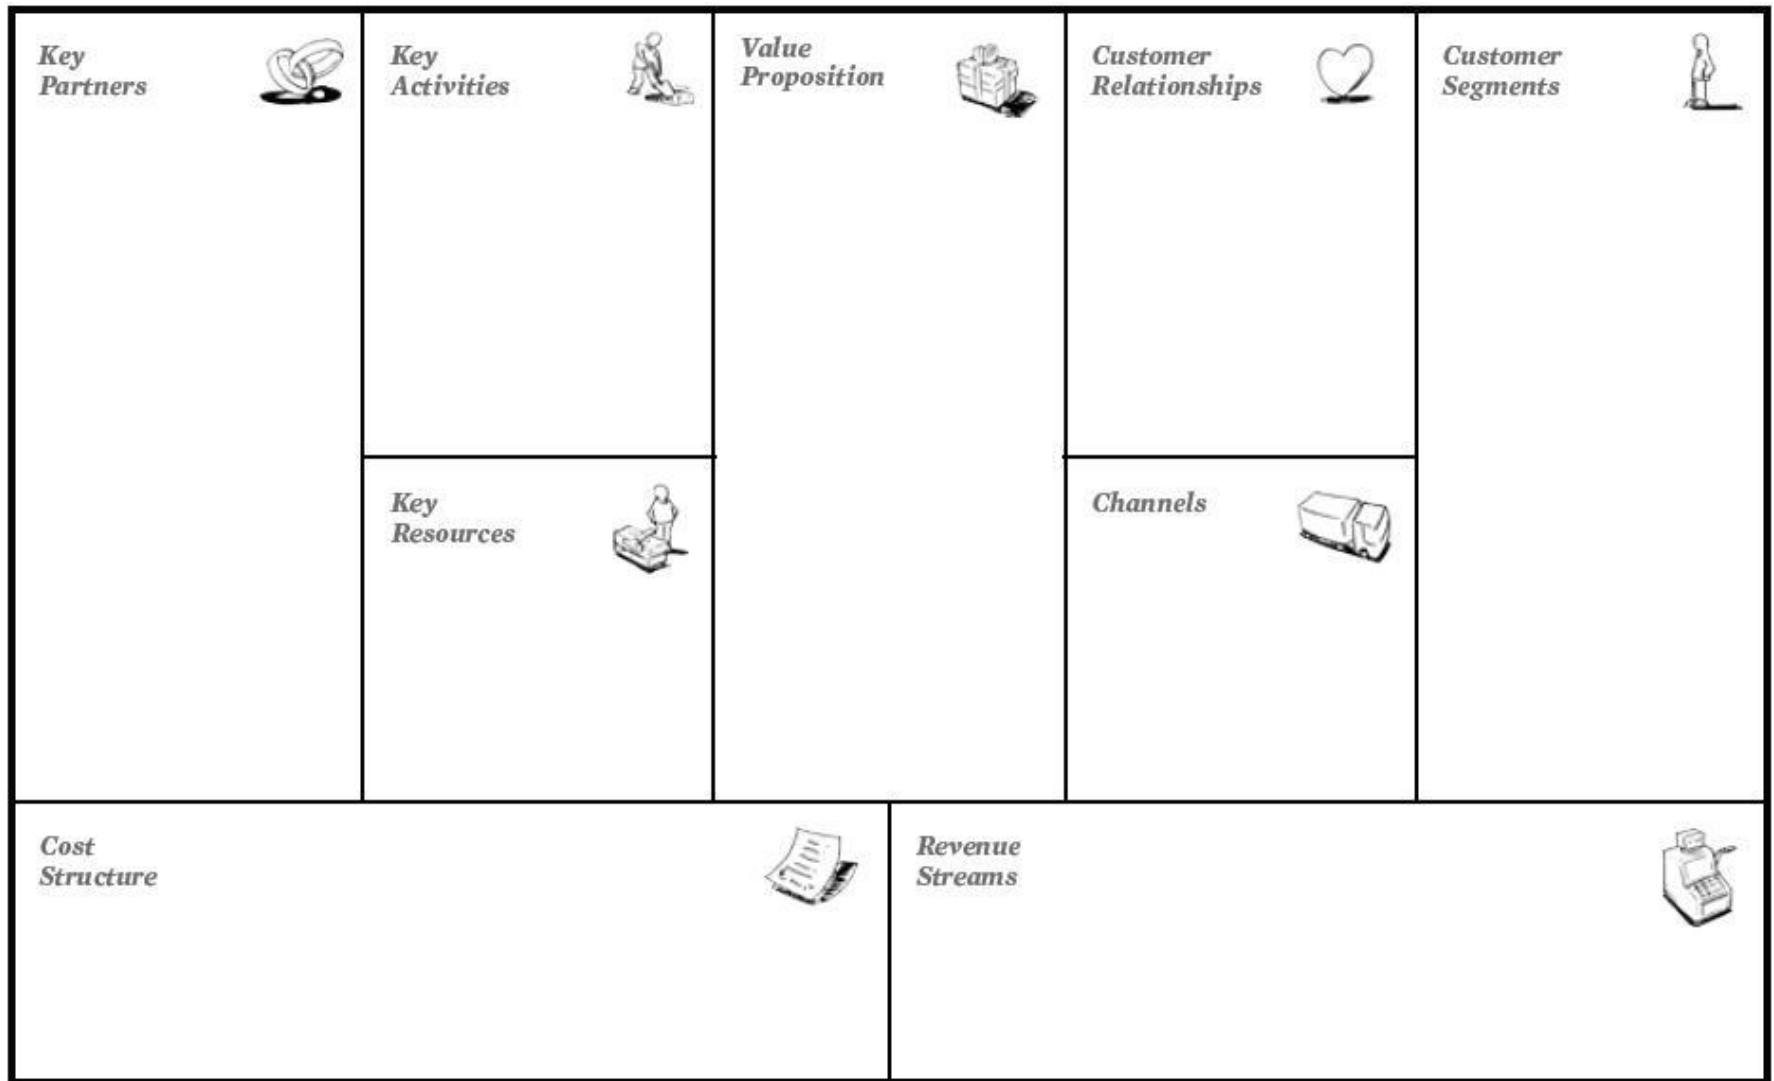 Key
Partners
Key
Activities
Key
Resources
Value
Proposition
Customer
Relationships
Channels
Customer
Segments
Cost
Structure
Revenue
Streams